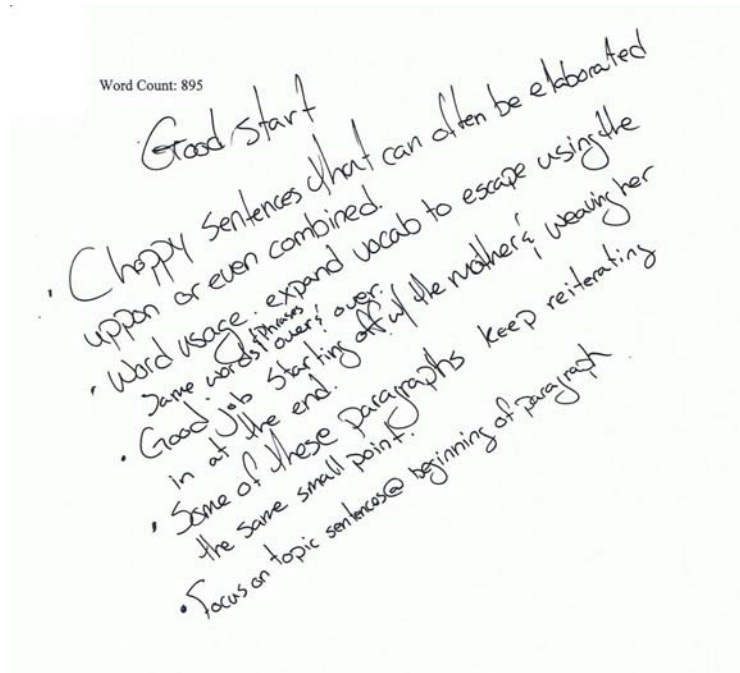 Word Count: 895
Good start
• Choppy sentences that can often be elaborated
uppon or even combined.
• Word usage. expand vocab to escape using the
same words & phrases over & over.
• Good job starting off w/ the mother & weaving her
in at the end.
• Some of these paragraphs keep reiterating
the same small point.
• Focus on topic sentences @ beginning of paragraph